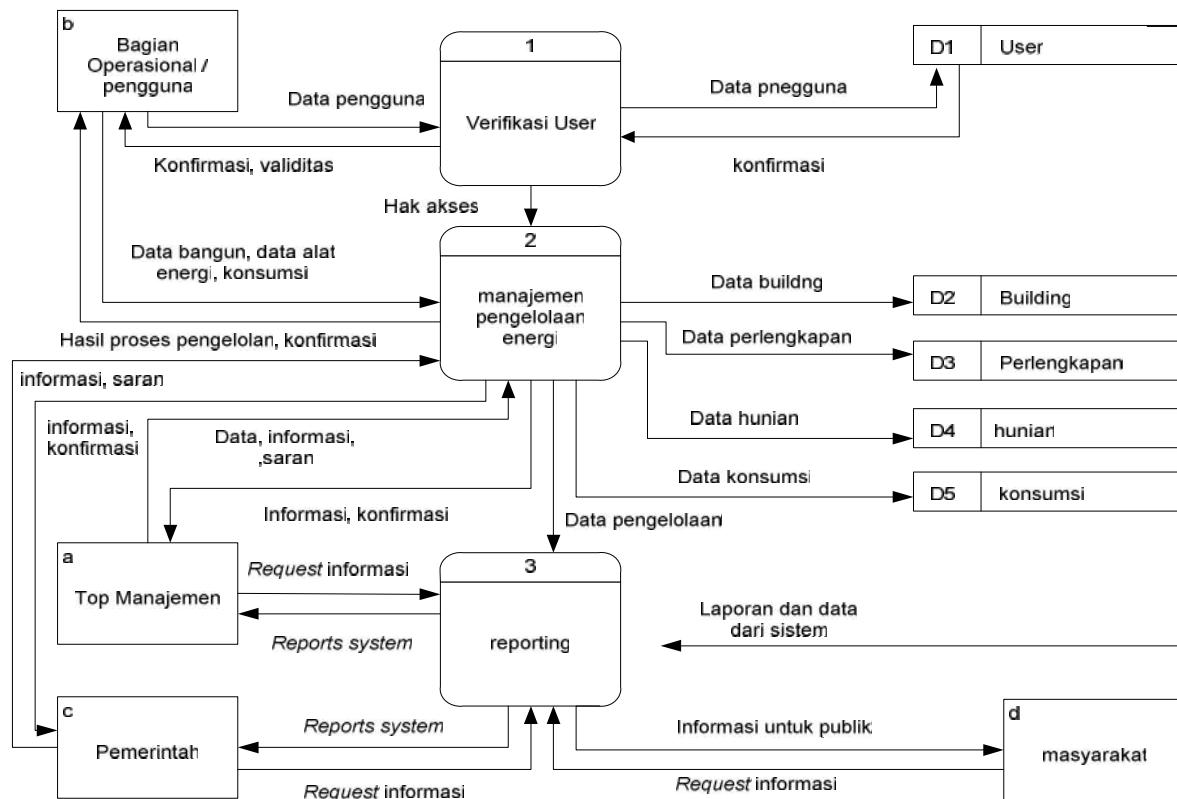 b
Bagian
Operasional /
pengguna
1
Verifikasi User
D1 User
Data pengguna
Data pnegguna
Konfirmasi, validitas
konfirmasi
Hak akses
2
manajemen
pengelolaan
energi
Data bangun, data alat
energi, konsumsi
Data buildng
D2 Building
Hasil proses pengelolan, konfirmasi
Data perlengkapan
D3 Perlengkapan
informasi, saran
informasi,
konfirmasi
Data, informasi,
,saran
Data hunian
D4 hunian
Data konsumsi
D5 konsumsi
Informasi, konfirmasi
Data pengelolaan
a
Top Manajemen
Request informasi
3
reporting
Reports system
Laporan dan data
dari sistem
c
Pemerintah
Reports system
Request informasi
Informasi untuk publik
Request informasi
d
masyarakat